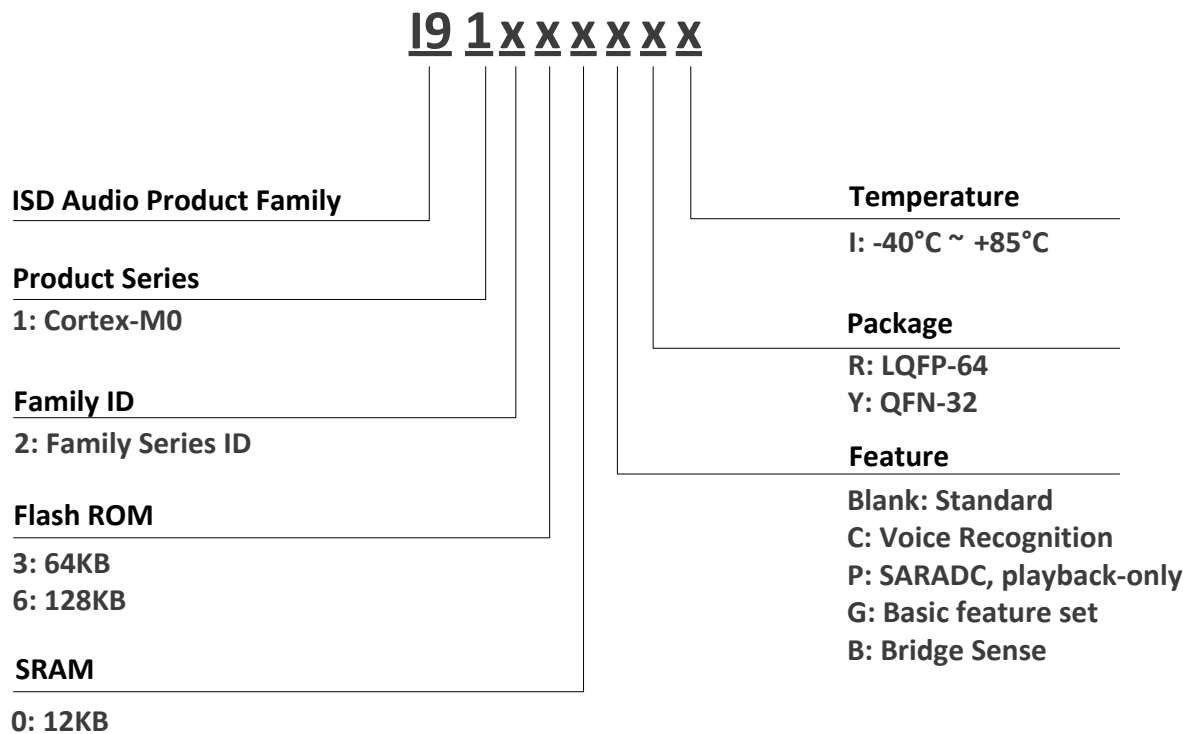 I9 1 x x x x x x
ISD Audio Product Family
Product Series
1: Cortex-M0
Family ID
2: Family Series ID
Flash ROM
3: 64KB
6: 128KB
SRAM
0: 12KB
Temperature
I: -40°C ~ +85°C
Package
R: LQFP-64
Y: QFN-32
Feature
Blank: Standard
C: Voice Recognition
P: SARADC, playback-only
G: Basic feature set
B: Bridge Sense